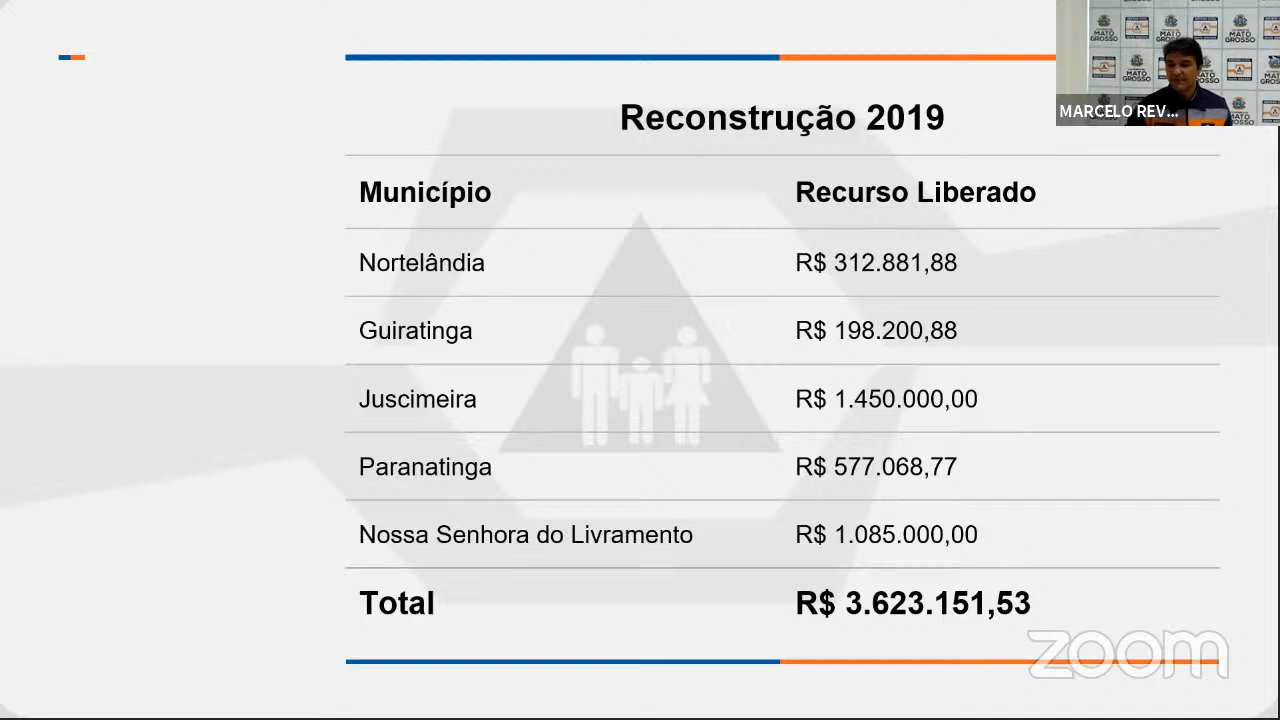 Reconstrução 2019
Município Recurso Liberado
Nortelândia R$ 312.881,88
Guiratinga R$ 198.200,88
Juscimeira R$ 1.450.000,00
Paranatinga R$ 577.068,77
Nossa Senhora do Livramento R$ 1.085.000,00
Total R$ 3.623.151,53
MATO GROSSO
MARCELO REV...
zoom